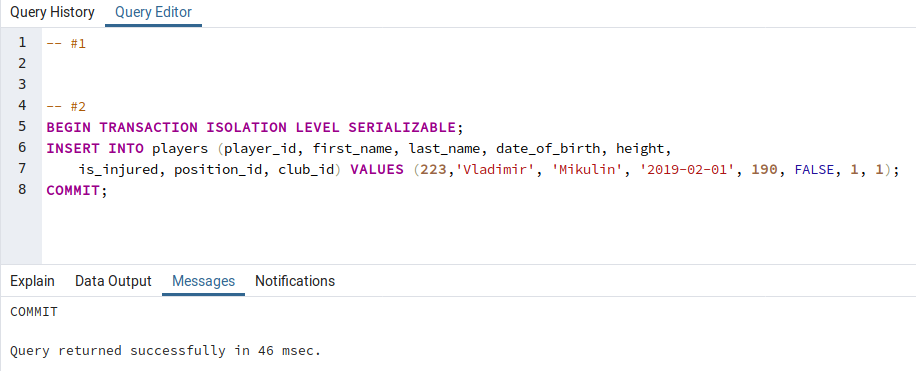 Query History Query Editor
1 -- #1
2
3
4 -- #2
5 BEGIN TRANSACTION ISOLATION LEVEL SERIALIZABLE;
6 INSERT INTO players (player_id, first_name, last_name, date_of_birth, height,
7 is_injured, position_id, club_id) VALUES (223,'Vladimir', 'Mikulin', '2019-02-01', 190, FALSE, 1, 1);
8 COMMIT;
Explain Data Output Messages Notifications
COMMIT
Query returned successfully in 46 msec.